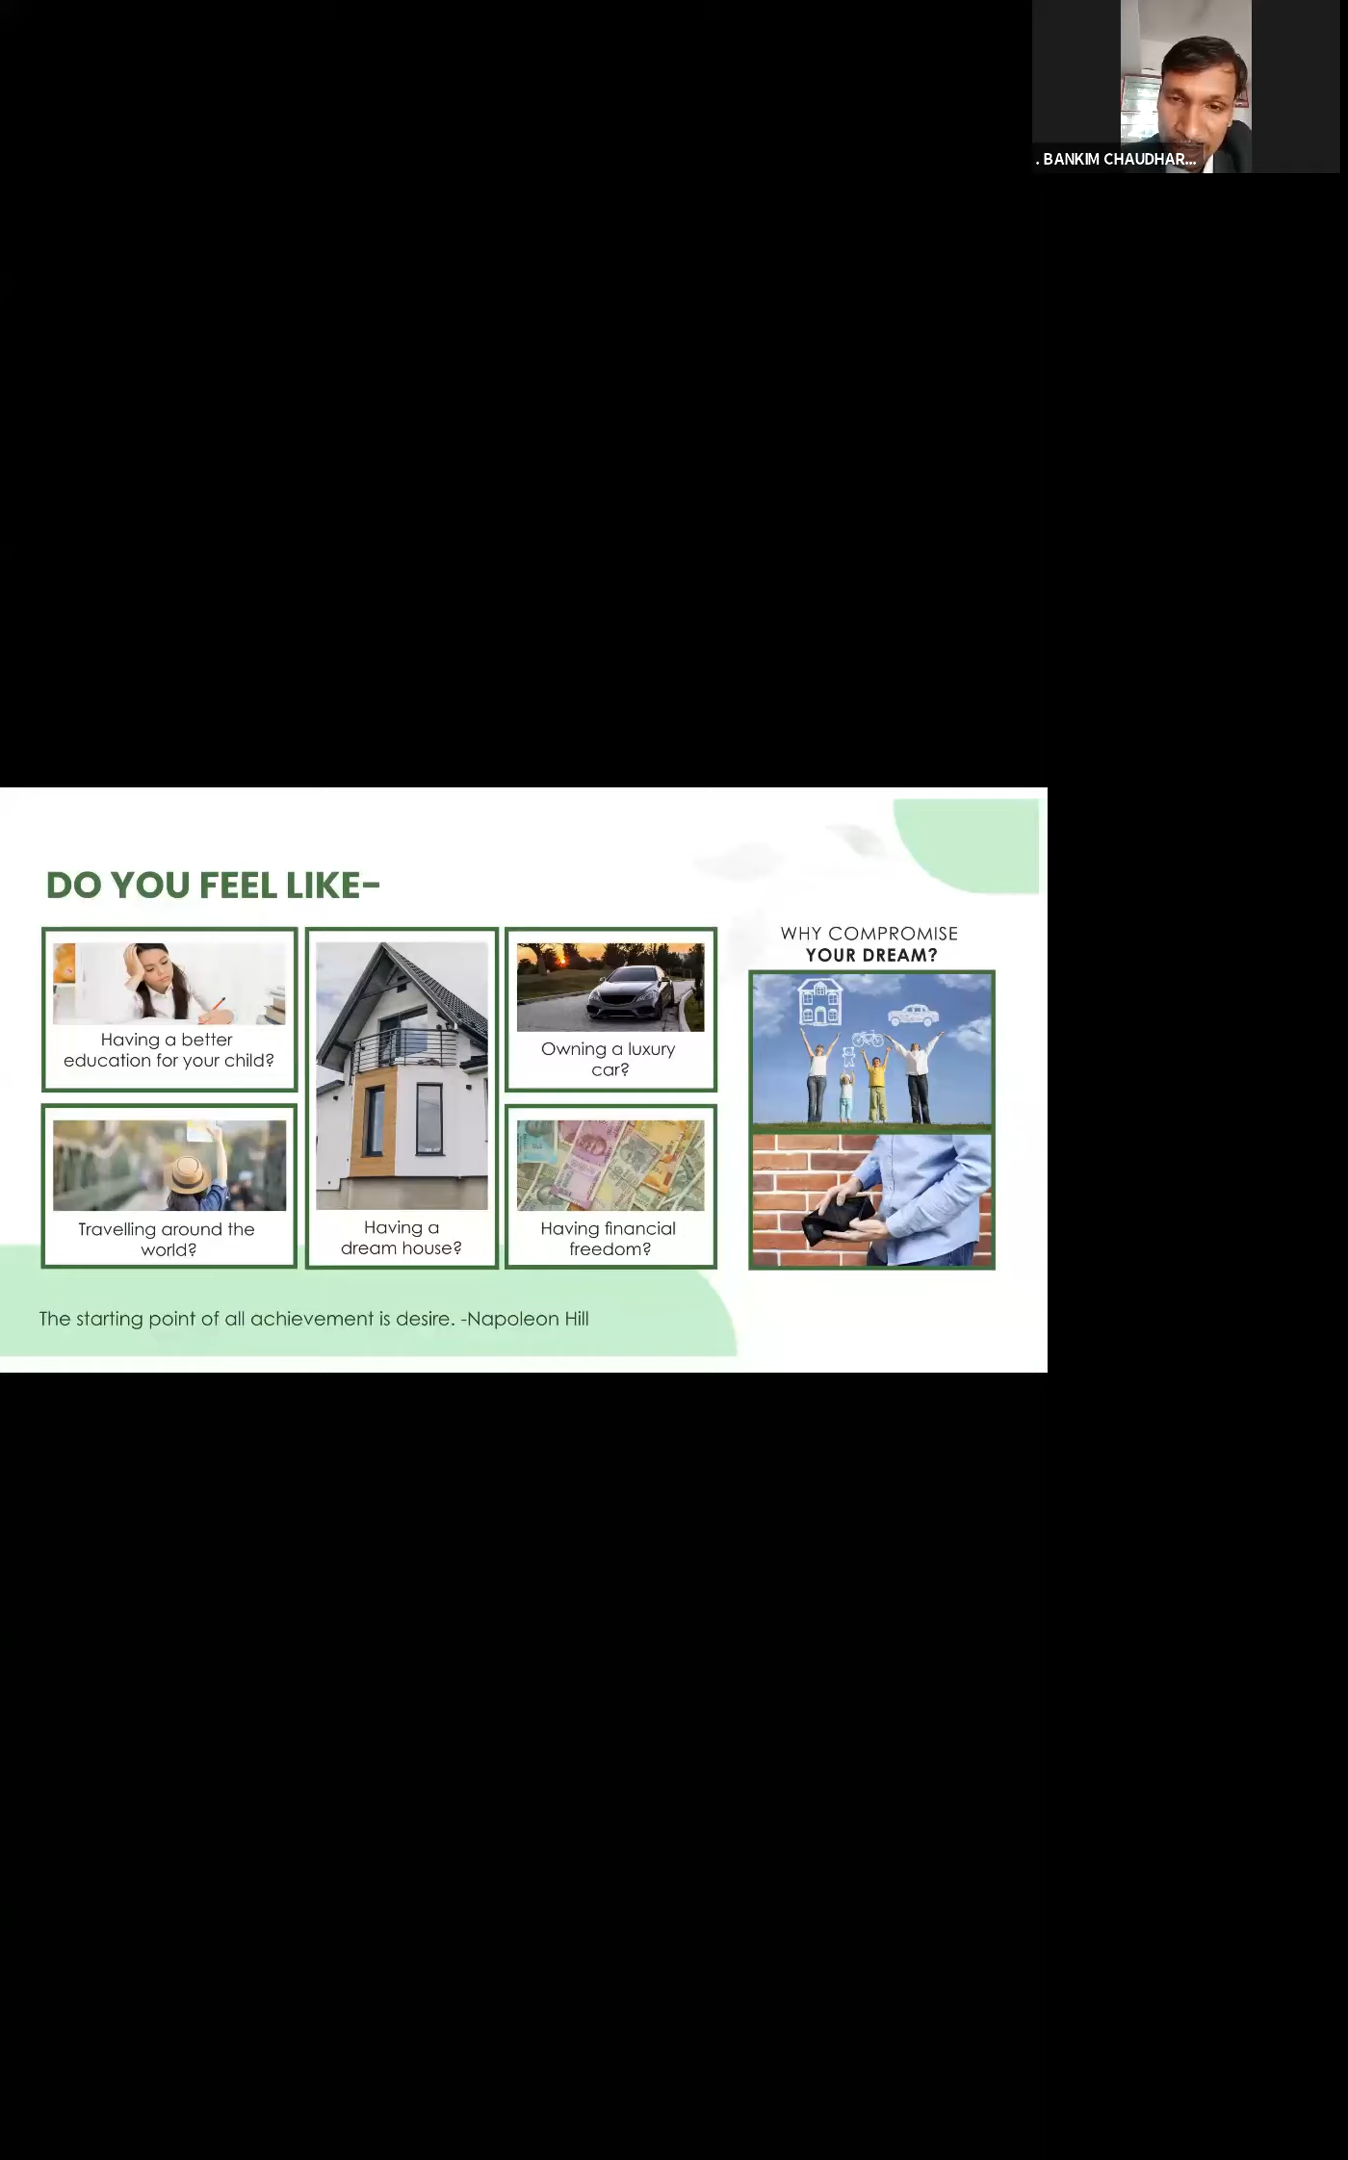 . BANKIM CHAUDHAR...
DO YOU FEEL LIKE-
Having a better
education for your child?
Travelling around the
world?
Having a
dream house?
Owning a luxury
car?
Having financial
freedom?
WHY COMPROMISE
YOUR DREAM?
The starting point of all achievement is desire. -Napoleon Hill